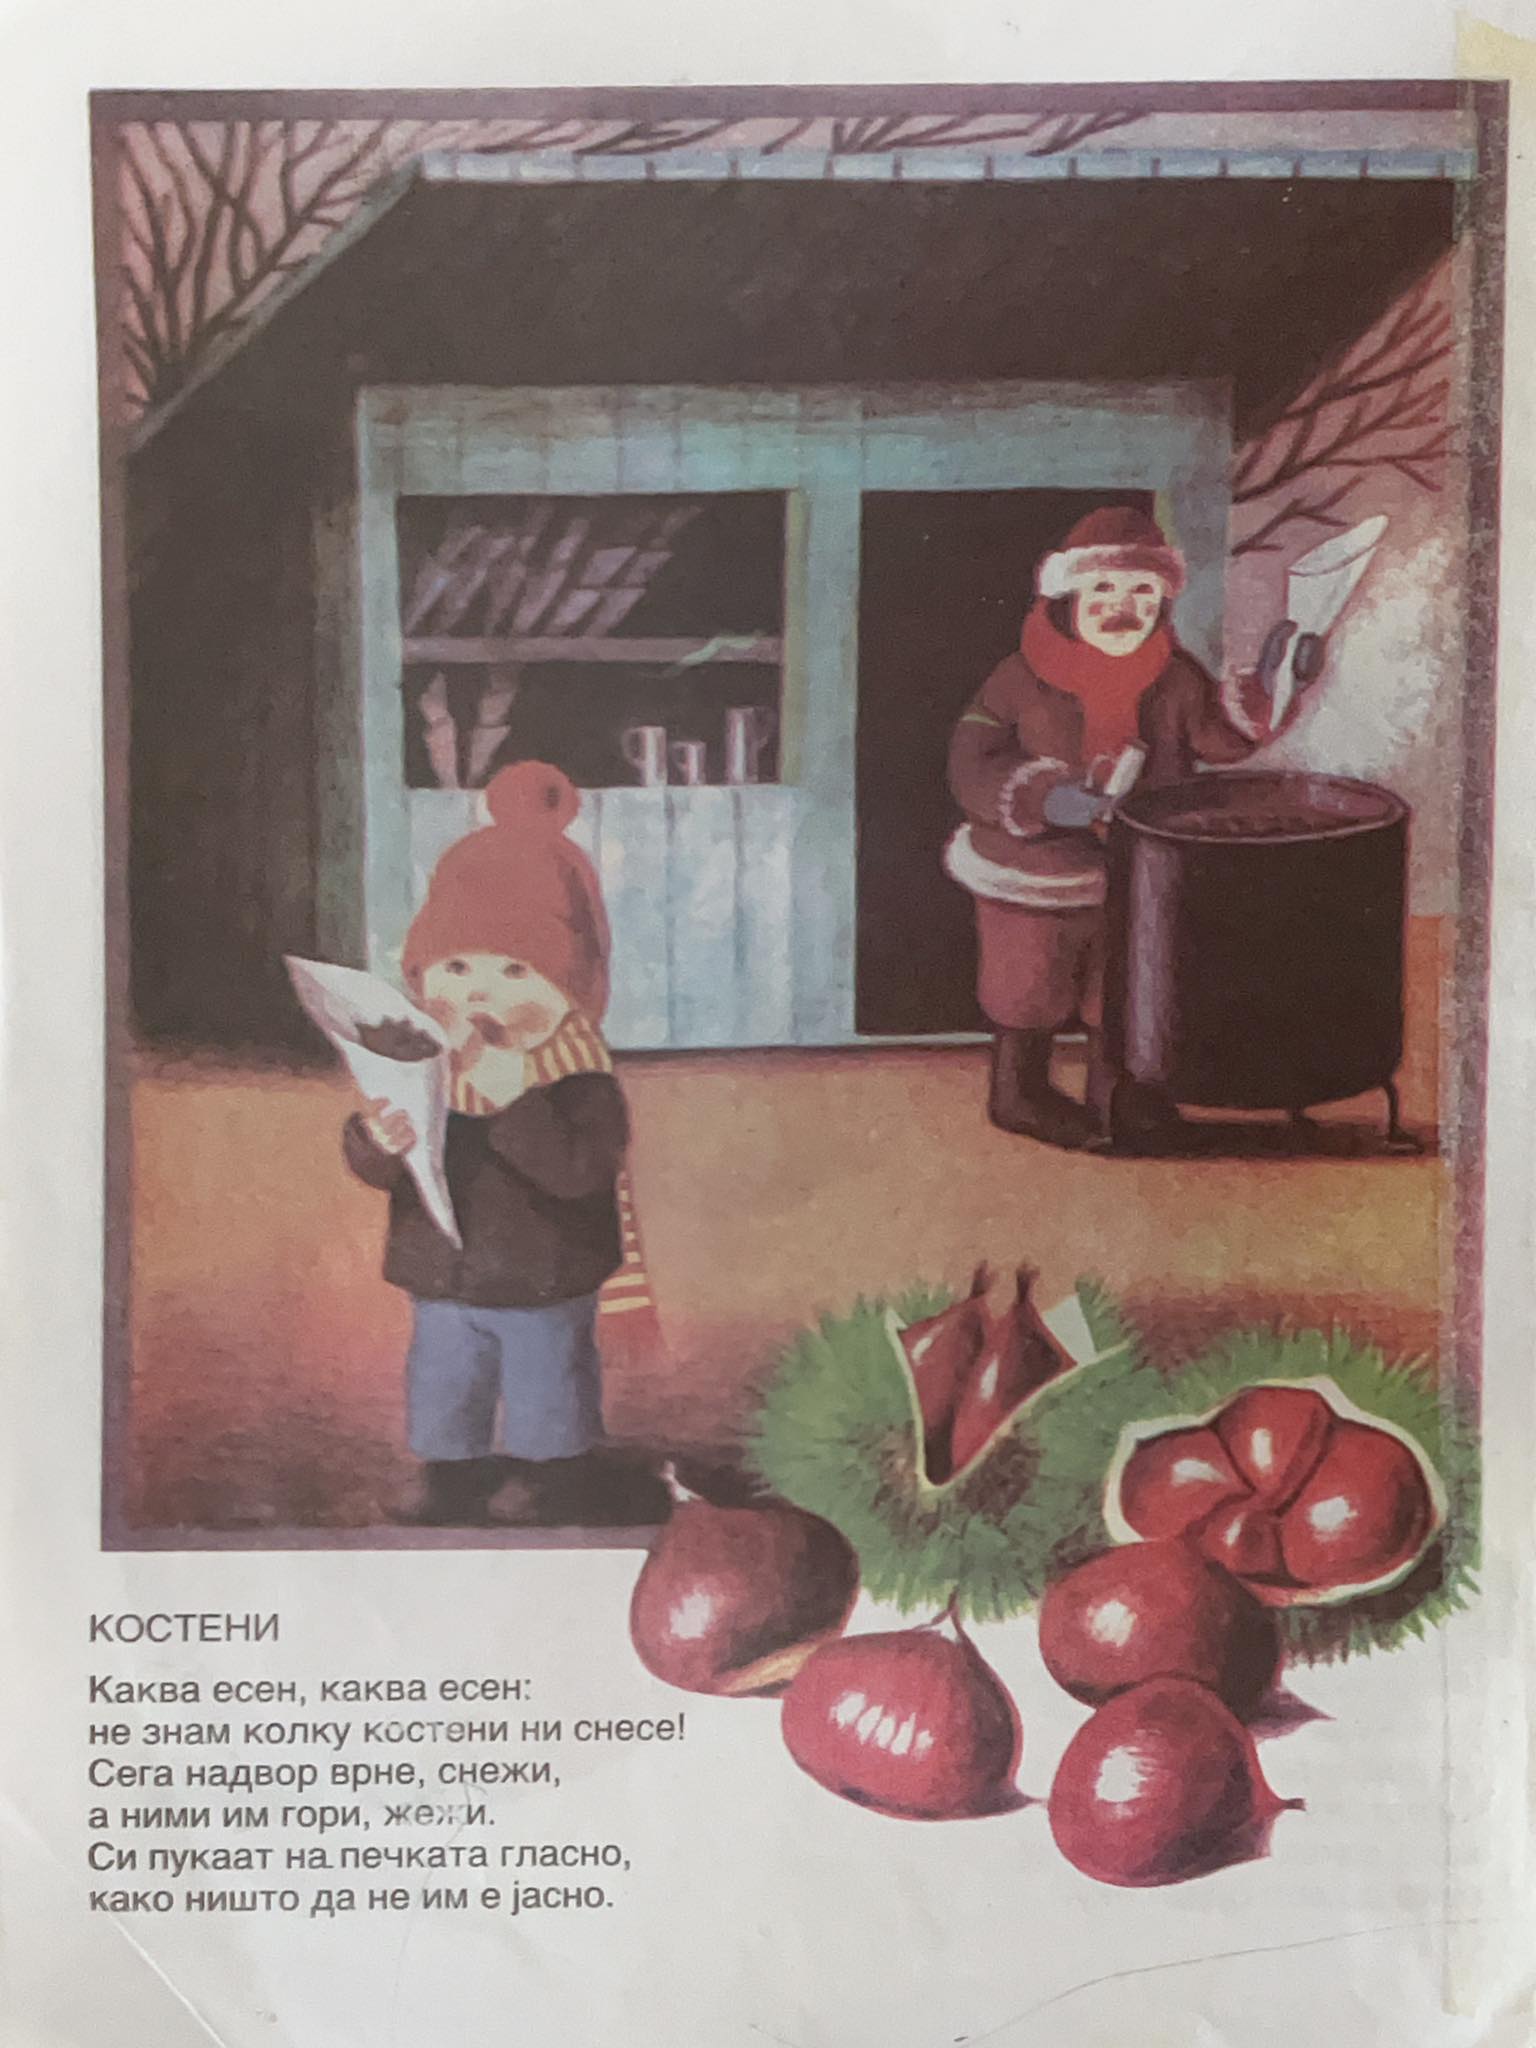 КОСТЕНИ
Каква есен, каква есен:
не знам колку костени ни снесе!
Сега надвор врне, снежи,
а ними им гори, жежи.
Си пукаат на печката гласно,
како ништо да не им е јасно.